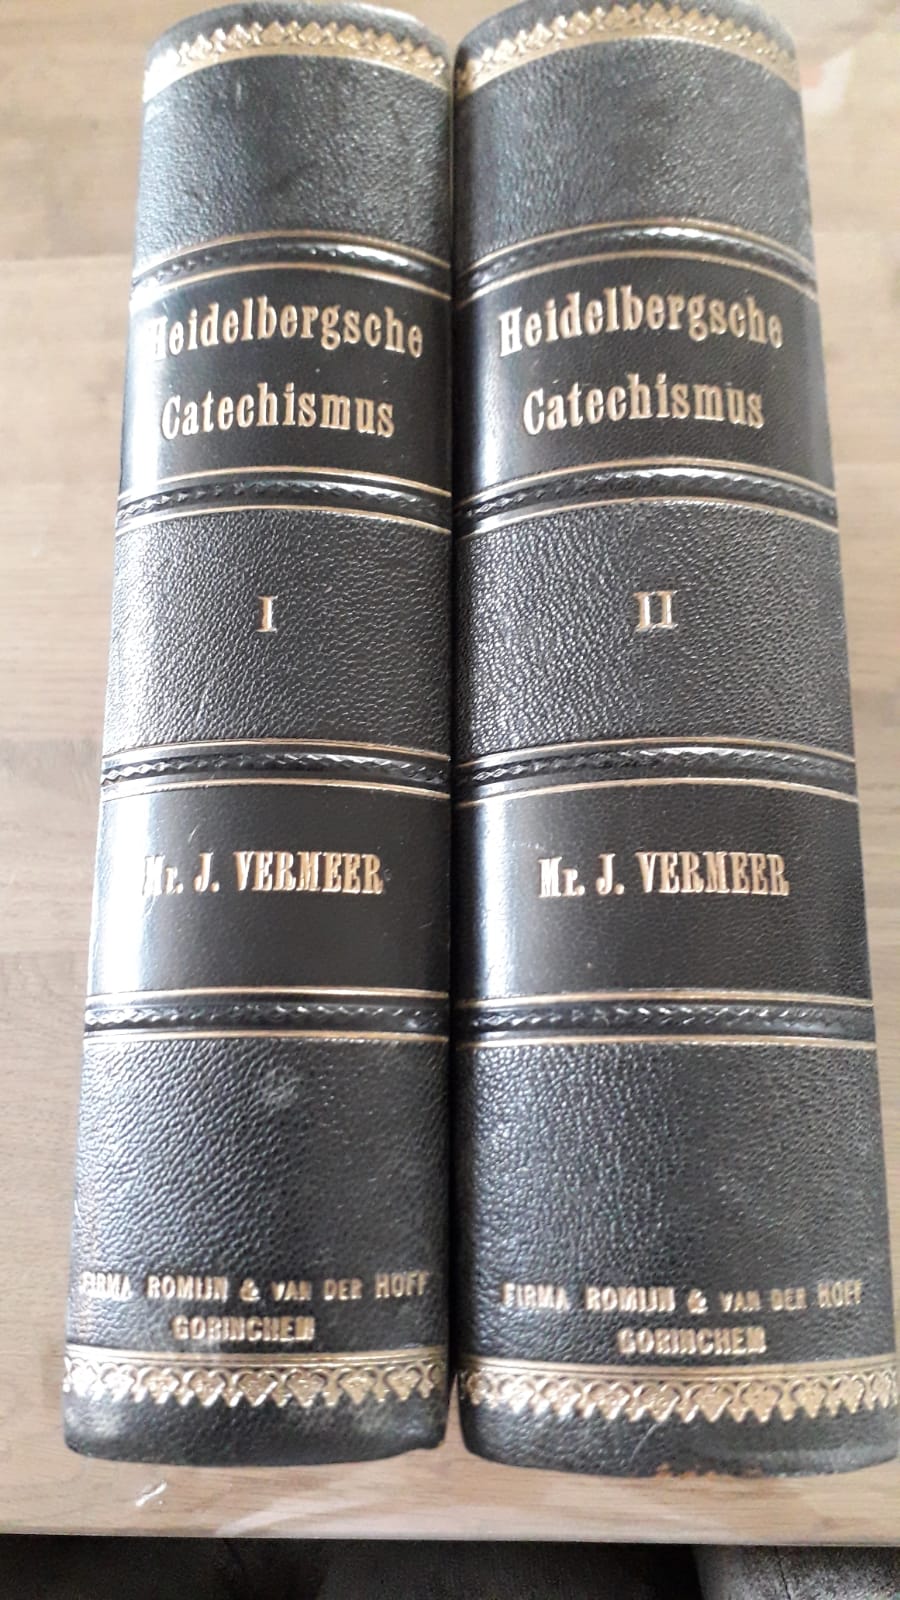 Heidelbergsche
Catechismus
I
Mr. J. VERMEER
FIRMA ROMIJN & VAN DER HOFF
GORINCHEM
Heidelbergsche
Catechismus
II
Mr. J. VERMEER
FIRMA ROMIJN & VAN DER HOFF
GORINCHEM